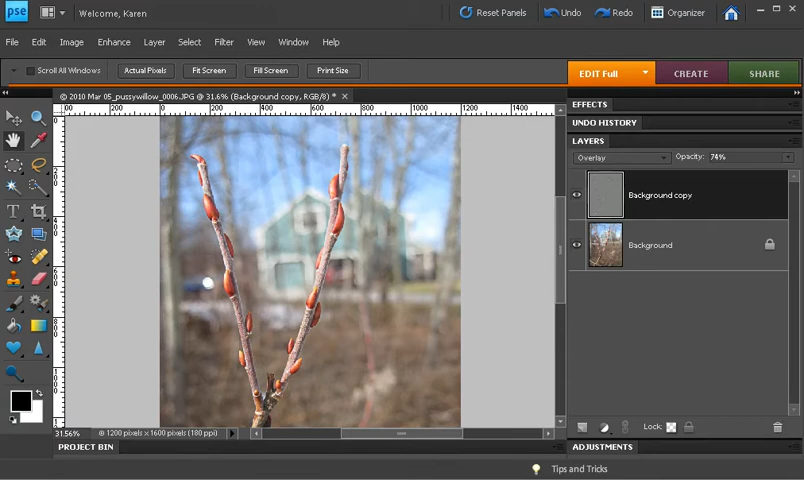 pse Welcome, Karen Reset Panels Undo Redo Organizer
File Edit Image Enhance Layer Select Filter View Window Help
Scroll All Windows Actual Pixels Fit Screen Fill Screen Print Size EDIT Full CREATE SHARE
© 2010 Mar 05_pussywillow_0006.JPG @ 31.6% (Background copy, RGB/8) *
EFFECTS
UNDO HISTORY
LAYERS
Overlay Opacity: 74%
Background copy
Background
Lock:
31.56% © 1200 pixels x 1600 pixels (180 ppi)
PROJECT BIN
ADJUSTMENTS
Tips and Tricks